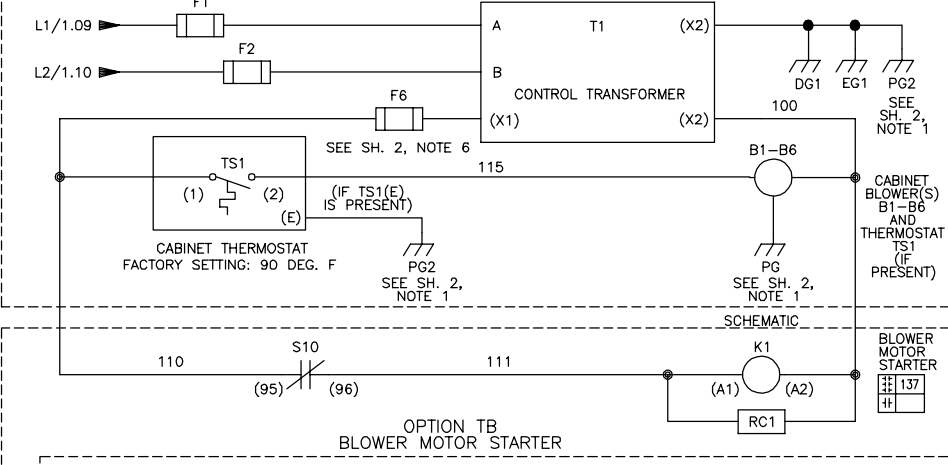 F1
L1/1.09
A
T1
(X2)
F2
L2/1.10
B
DG1
EG1
PG2
CONTROL TRANSFORMER
F6
SEE
SH. 2,
NOTE 1
100
(X1)
(X2)
SEE SH. 2, NOTE 6
B1-B6
TS1
115
(1)
(2)
(IF TS1(E)
IS PRESENT)
(E)
CABINET
BLOWER(S)
B1-B6
AND
THERMOSTAT
TS1
(IF
PRESENT)
CABINET THERMOSTAT
FACTORY SETTING: 90 DEG. F
PG2
SEE SH. 2,
NOTE 1
PG
SEE SH. 2,
NOTE 1
SCHEMATIC
110
S10
111
K1
BLOWER
MOTOR
STARTER
137
(95)
(96)
(A1)
(A2)
RC1
OPTION TB
BLOWER MOTOR STARTER